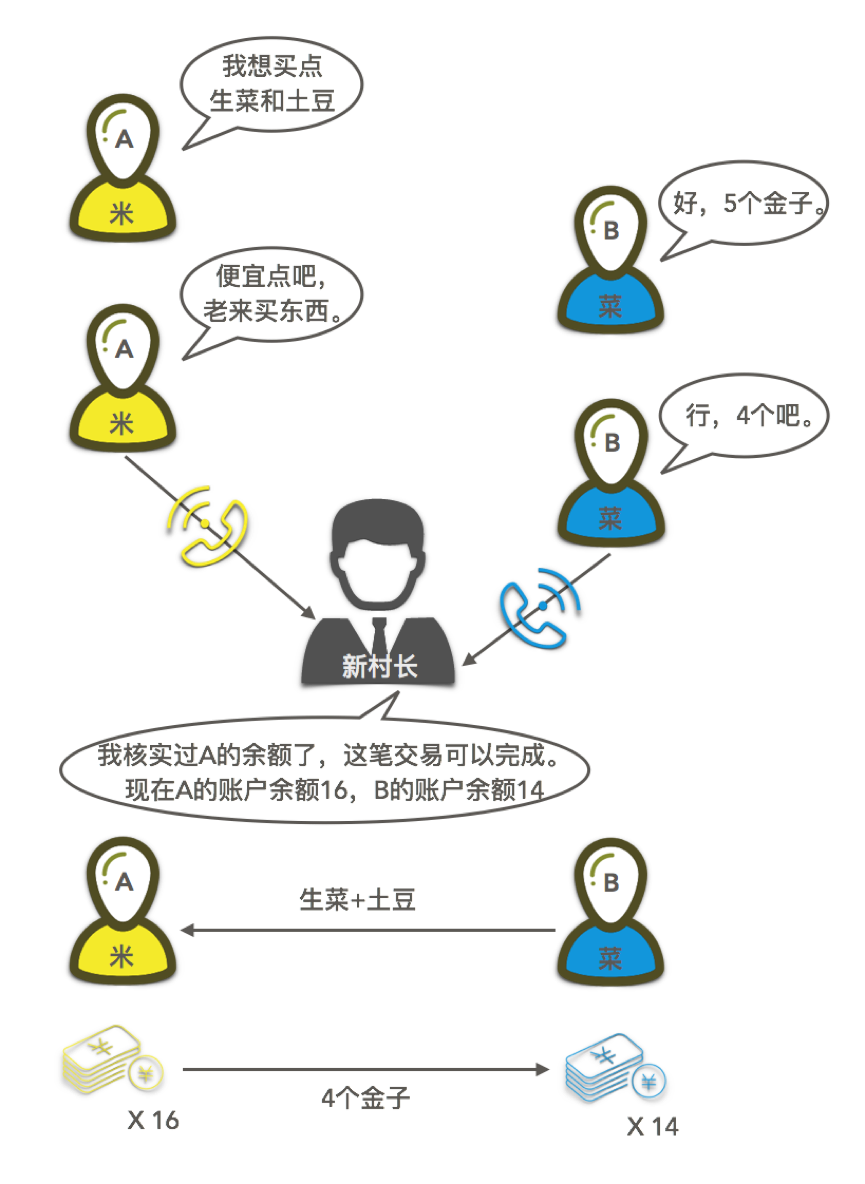 我想买点
生菜和土豆
A
米
好，5个金子。
B
菜
便宜点吧，
老来买东西。
A
米
行，4个吧。
B
菜
新村长
我核实过A的余额了，这笔交易可以完成。
现在A的账户余额16，B的账户余额14
A
米
生菜+土豆
B
菜
¥
¥
X 16
4个金子
¥
¥
X 14